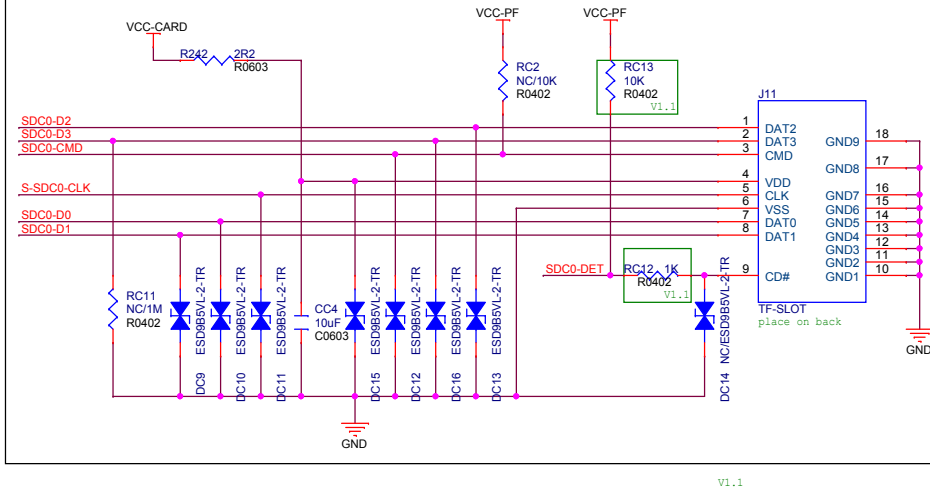 VCC-CARD
VCC-PF
VCC-PF
R242 2R2
R0603
RC2
NC/10K
R0402
RC13
10K
R0402
V1.1
J11
SDC0-D2
SDC0-D3
SDC0-CMD
S-SDC0-CLK
SDC0-D0
SDC0-D1
1 DAT2
2 DAT3
3 CMD
4 VDD
5 CLK
6 VSS
7 DAT0
8 DAT1
9 CD#
GND9 18
GND8 17
GND7 16
GND6 15
GND5 14
GND4 13
GND3 12
GND2 11
GND1 10
TF-SLOT
place on back
SDC0-DET
RC12 1K
R0402
V1.1
RC11
NC/1M
R0402
DC9 ESD9B5VL-2-TR
DC10 ESD9B5VL-2-TR
DC11 ESD9B5VL-2-TR
CC4
10uF
C0603
DC15 ESD9B5VL-2-TR
DC12 ESD9B5VL-2-TR
DC16 ESD9B5VL-2-TR
DC13 ESD9B5VL-2-TR
DC14 NC/ESD9B5VL-2-TR
GND
GND
V1.1